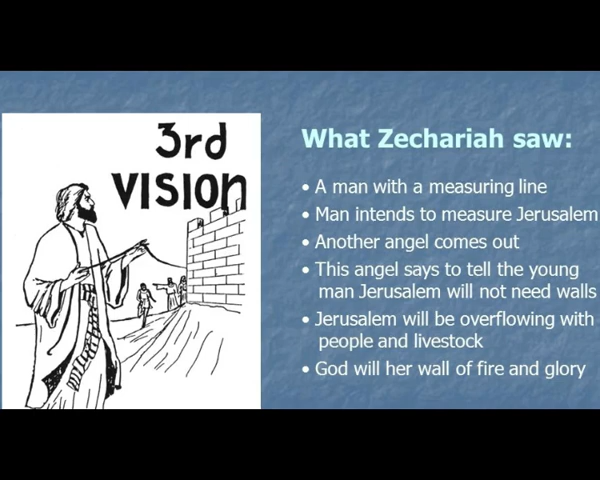 3rd
VISION
What Zechariah saw:
• A man with a measuring line
• Man intends to measure Jerusalem
• Another angel comes out
• This angel says to tell the young
man Jerusalem will not need walls
• Jerusalem will be overflowing with
people and livestock
• God will her wall of fire and glory